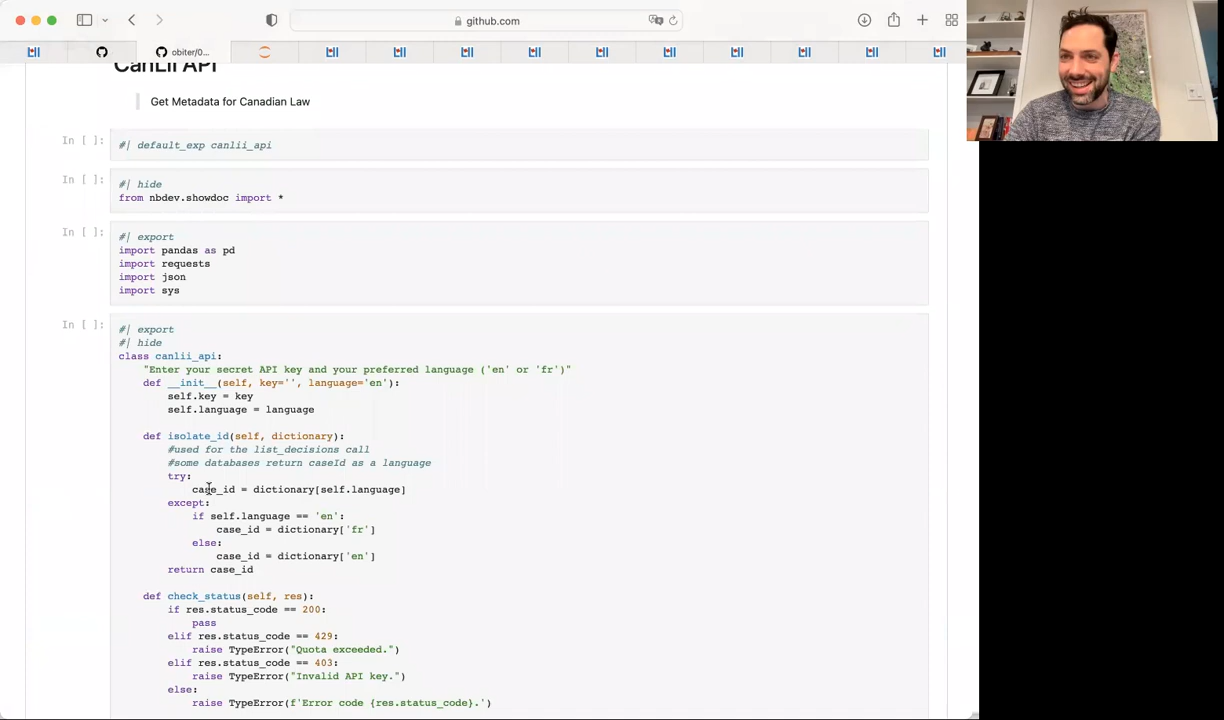 github.com
obiter/0...
CanLII API
Get Metadata for Canadian Law
In [ ]:
#| default_exp canlii_api
In [ ]:
#| hide
from nbdev.showdoc import *
In [ ]:
#| export
import pandas as pd
import requests
import json
import sys
In [ ]:
#| export
#| hide
class canlii_api:
    "Enter your secret API key and your preferred language ('en' or 'fr')"
    def __init__(self, key='', language='en'):
        self.key = key
        self.language = language
    def isolate_id(self, dictionary):
        #used for the list_decisions call
        #some databases return caseId as a language
        try:
            case_id = dictionary[self.language]
        except:
            if self.language == 'en':
                case_id = dictionary['fr']
            else:
                case_id = dictionary['en']
        return case_id
    def check_status(self, res):
        if res.status_code == 200:
            pass
        elif res.status_code == 429:
            raise TypeError("Quota exceeded.")
        elif res.status_code == 403:
            raise TypeError("Invalid API key.")
        else:
            raise TypeError(f'Error code {res.status_code}.')